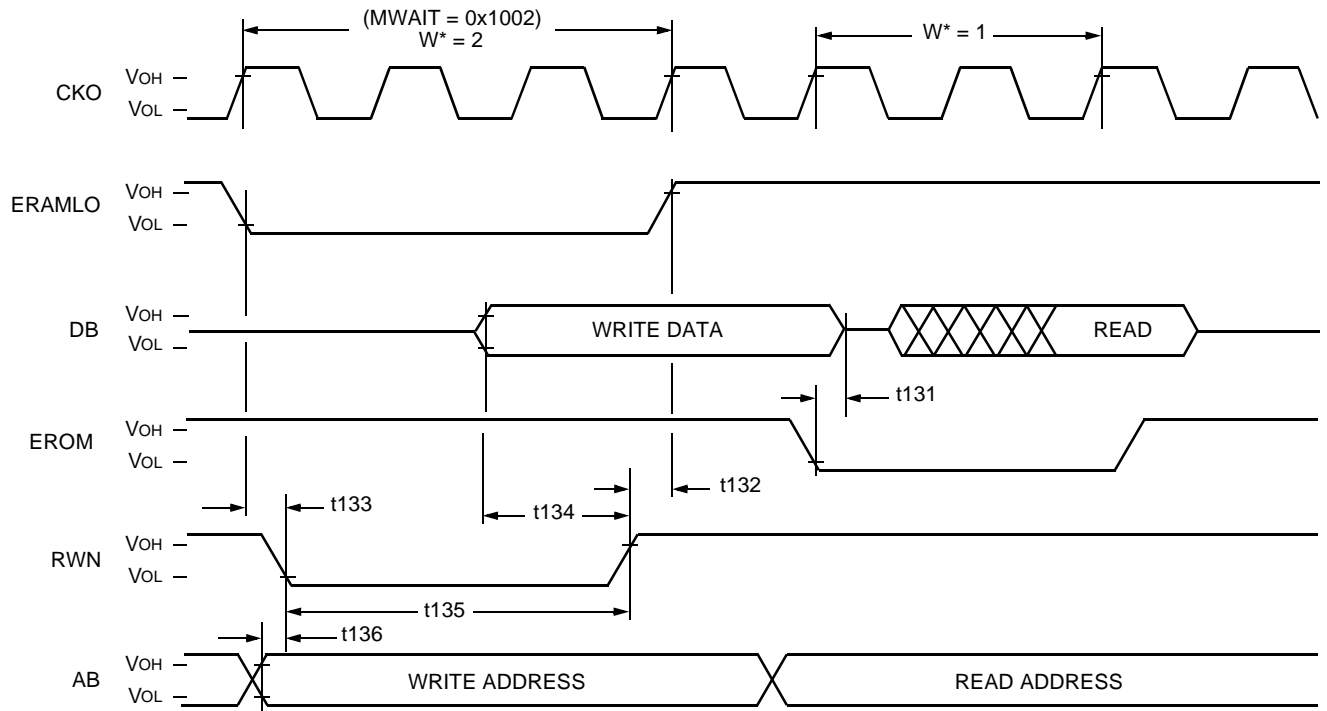 (MWAIT = 0x1002)
W* = 2
W* = 1
VOH
CKO
VOL
VOH
ERAMLO
VOL
VOH
DB
WRITE DATA
READ
VOL
t131
VOH
EROM
VOL
t132
t133
t134
VOH
RWN
VOL
t135
t136
VOH
AB
WRITE ADDRESS
READ ADDRESS
VOL